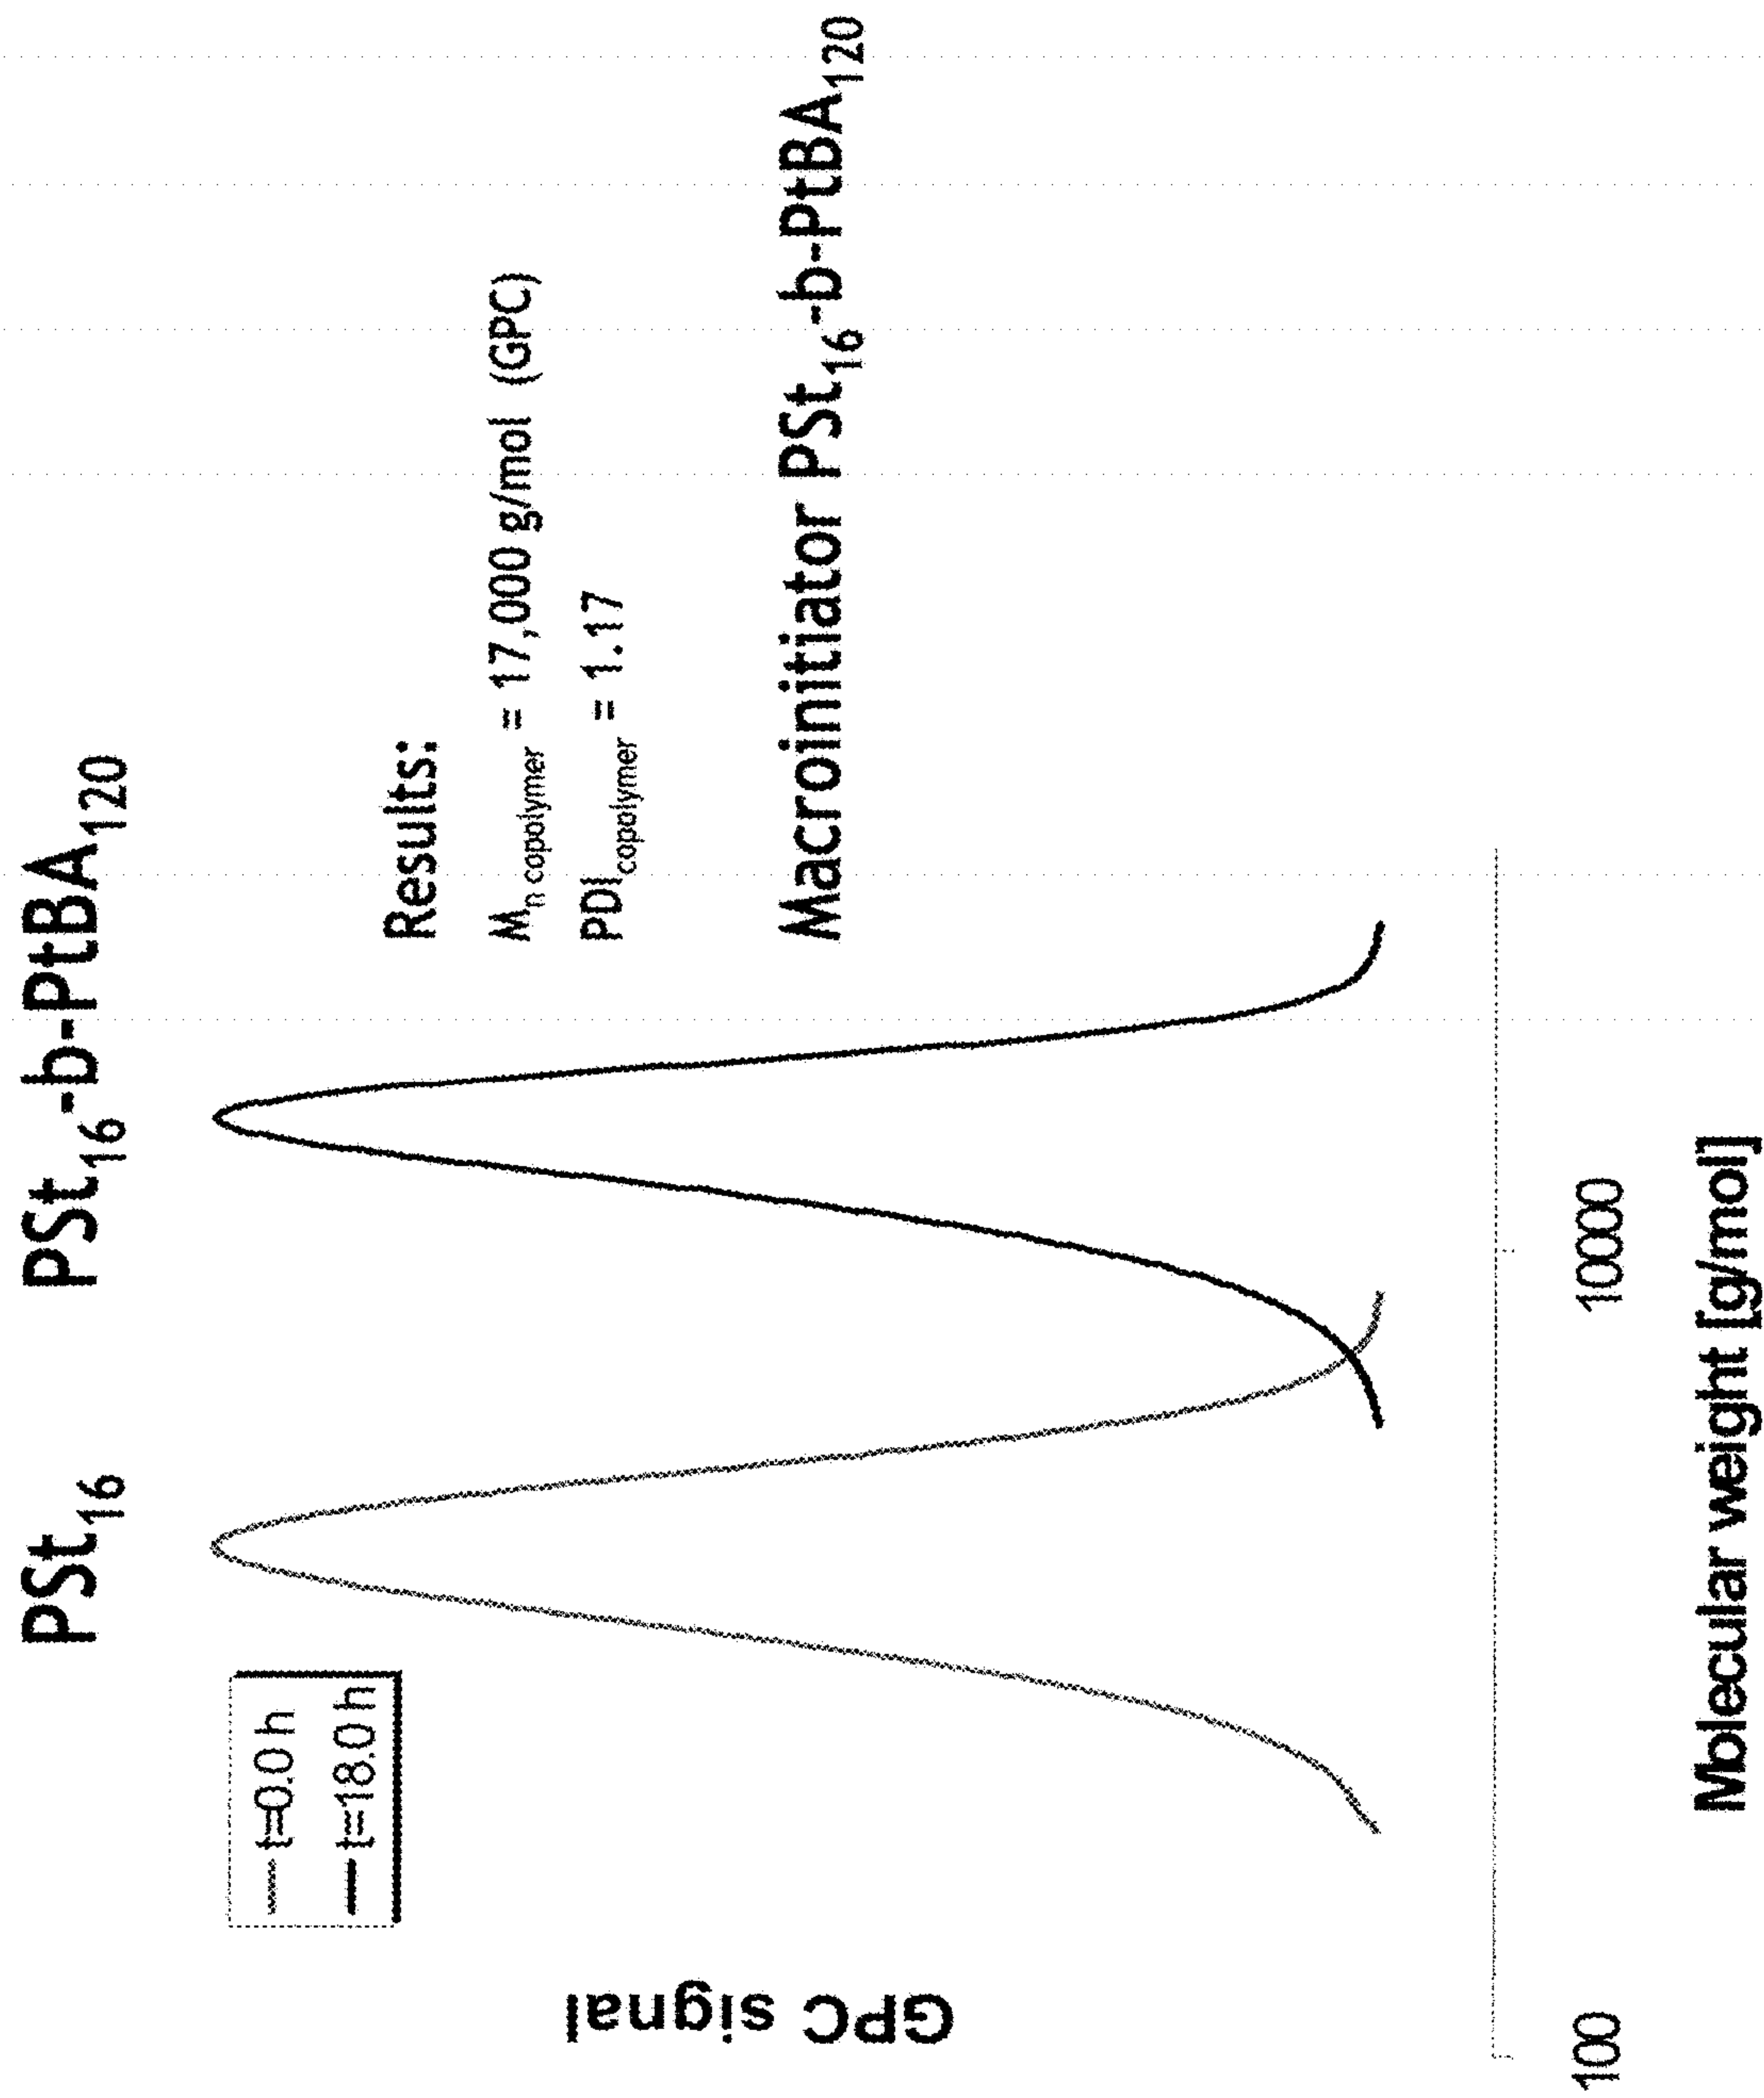 PSt16
PSt16-b-PtBA120
t=0.0 h
t=18.0 h
GPC signal
Results:
Mn copolymer = 17,000 g/mol (GPC)
PDIcopolymer = 1.17
Macroinitiator PSt16-b-PtBA120
100
10000
Molecular weight [g/mol]